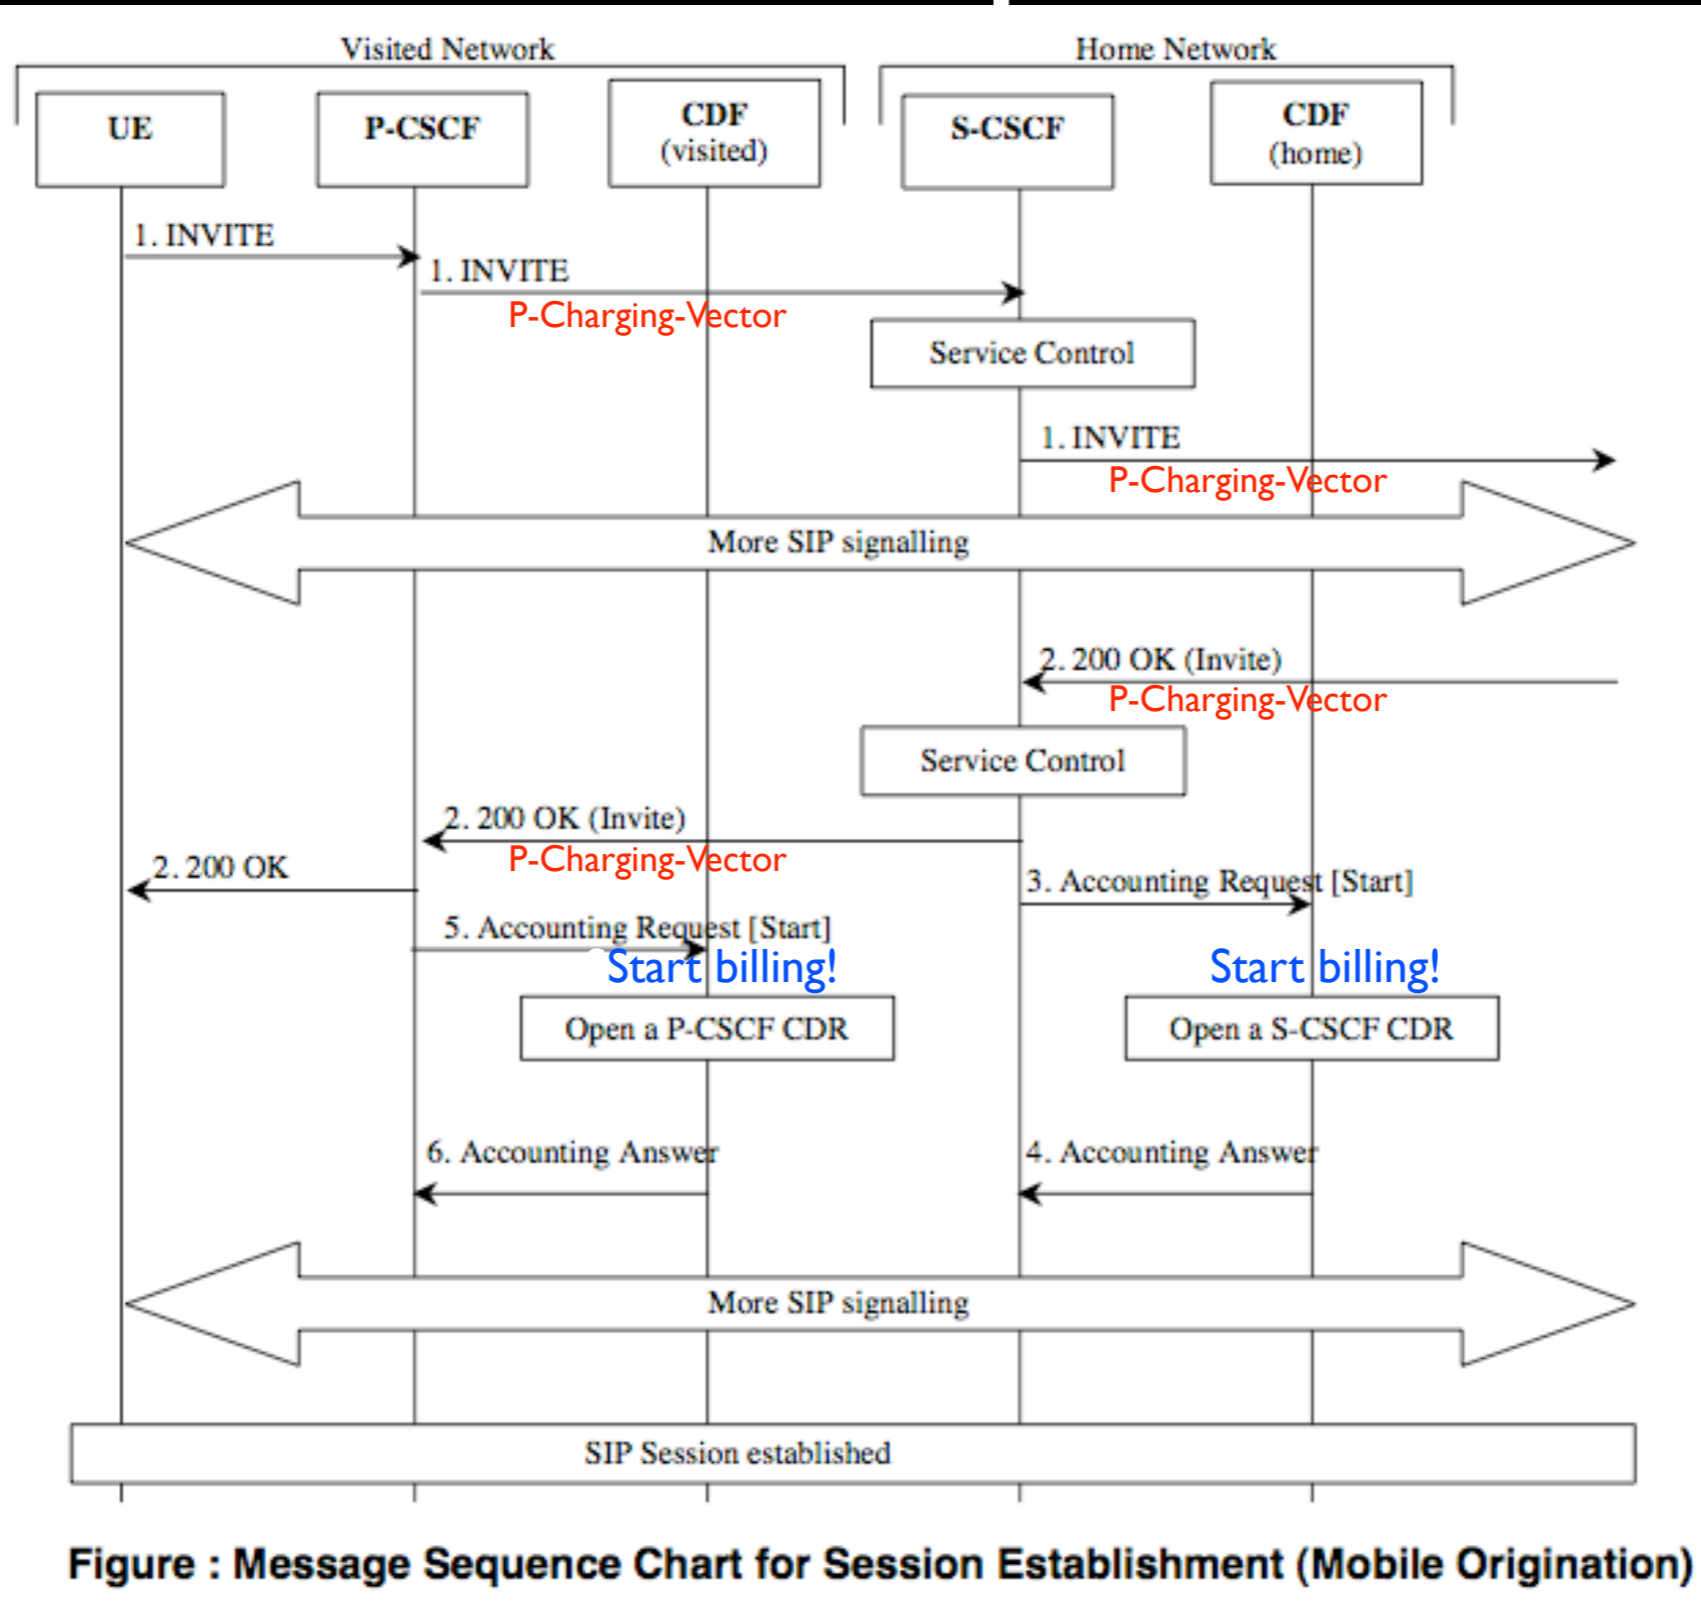 Visited Network
Home Network
UE
P-CSCF
CDF
(visited)
S-CSCF
CDF
(home)
1. INVITE
1. INVITE
P-Charging-Vector
Service Control
1. INVITE
P-Charging-Vector
More SIP signalling
2. 200 OK (Invite)
P-Charging-Vector
Service Control
2. 200 OK (Invite)
P-Charging-Vector
2. 200 OK
3. Accounting Request [Start]
5. Accounting Request [Start]
Start billing!
Start billing!
Open a P-CSCF CDR
Open a S-CSCF CDR
6. Accounting Answer
4. Accounting Answer
More SIP signalling
SIP Session established
Figure : Message Sequence Chart for Session Establishment (Mobile Origination)